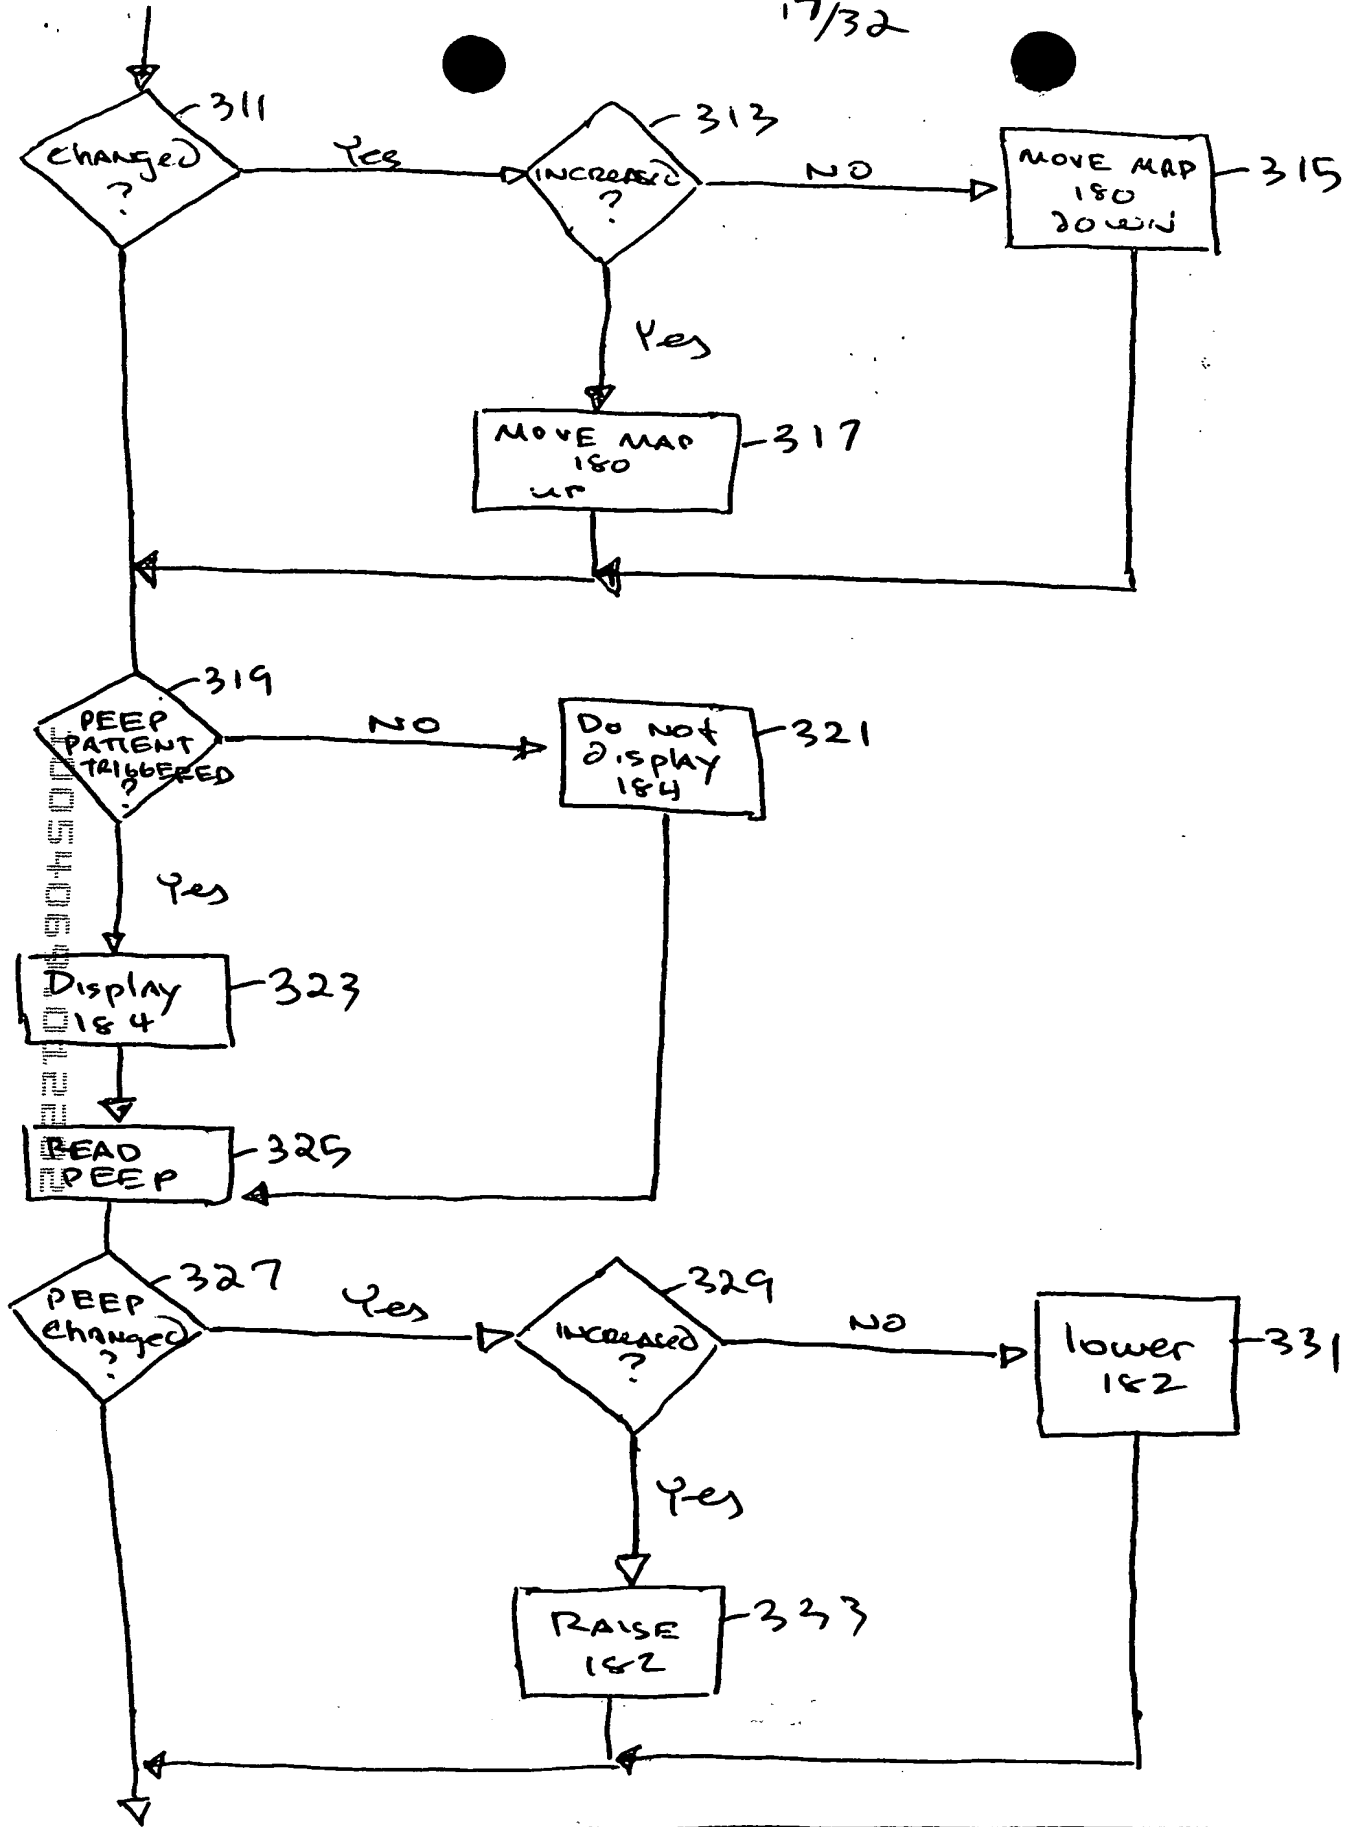 17/32
311
Changed
?
Yes
313
INCREASED
?
NO
MOVE MAP
180
DOWN
315
Yes
MOVE MAP
180
UP
317
319
PEEP
PATIENT
TRIGGERED
?
NO
Do Not
Display
184
321
Yes
Display
184
323
READ
PEEP
325
327
PEEP
Changed
?
Yes
329
INCREASED
?
NO
lower
182
331
Yes
RAISE
182
333